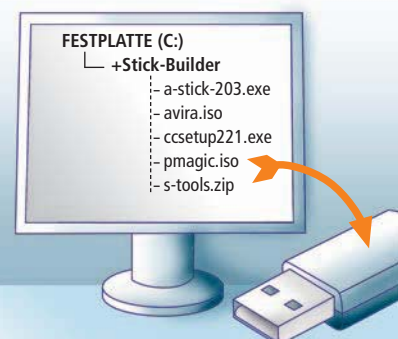 FESTPLATTE (C:)
+Stick-Builder
a-stick-203.exe
avira.iso
ccsetup221.exe
pmagic.iso
s-tools.zip